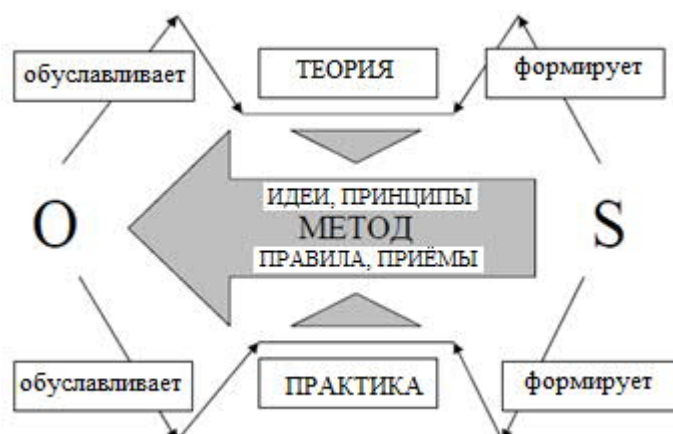 обуславливает
ТЕОРИЯ
формирует
ИДЕИ, ПРИНЦИПЫ
O
МЕТОД
S
ПРАВИЛА, ПРИЁМЫ
обуславливает
ПРАКТИКА
формирует